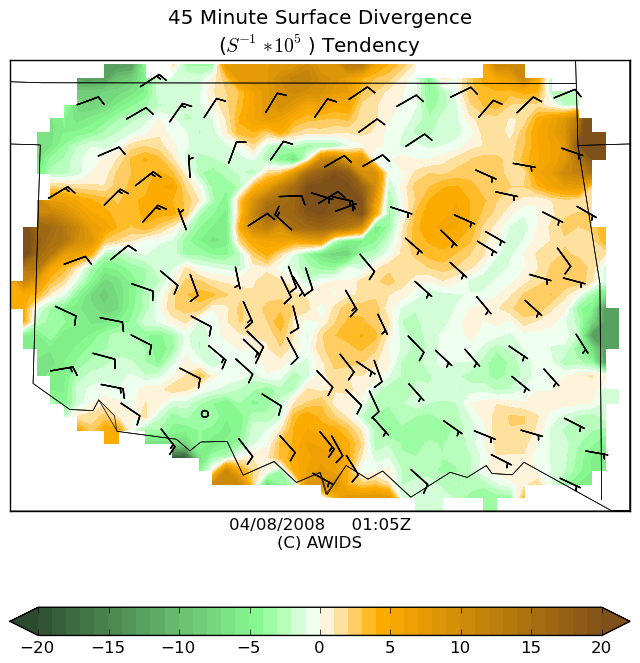 45 Minute Surface Divergence
($S^{-1} * 10^5$ ) Tendency
04/08/2008 01:05Z
(C) AWIDS
−20 −15 −10 −5 0 5 10 15 20